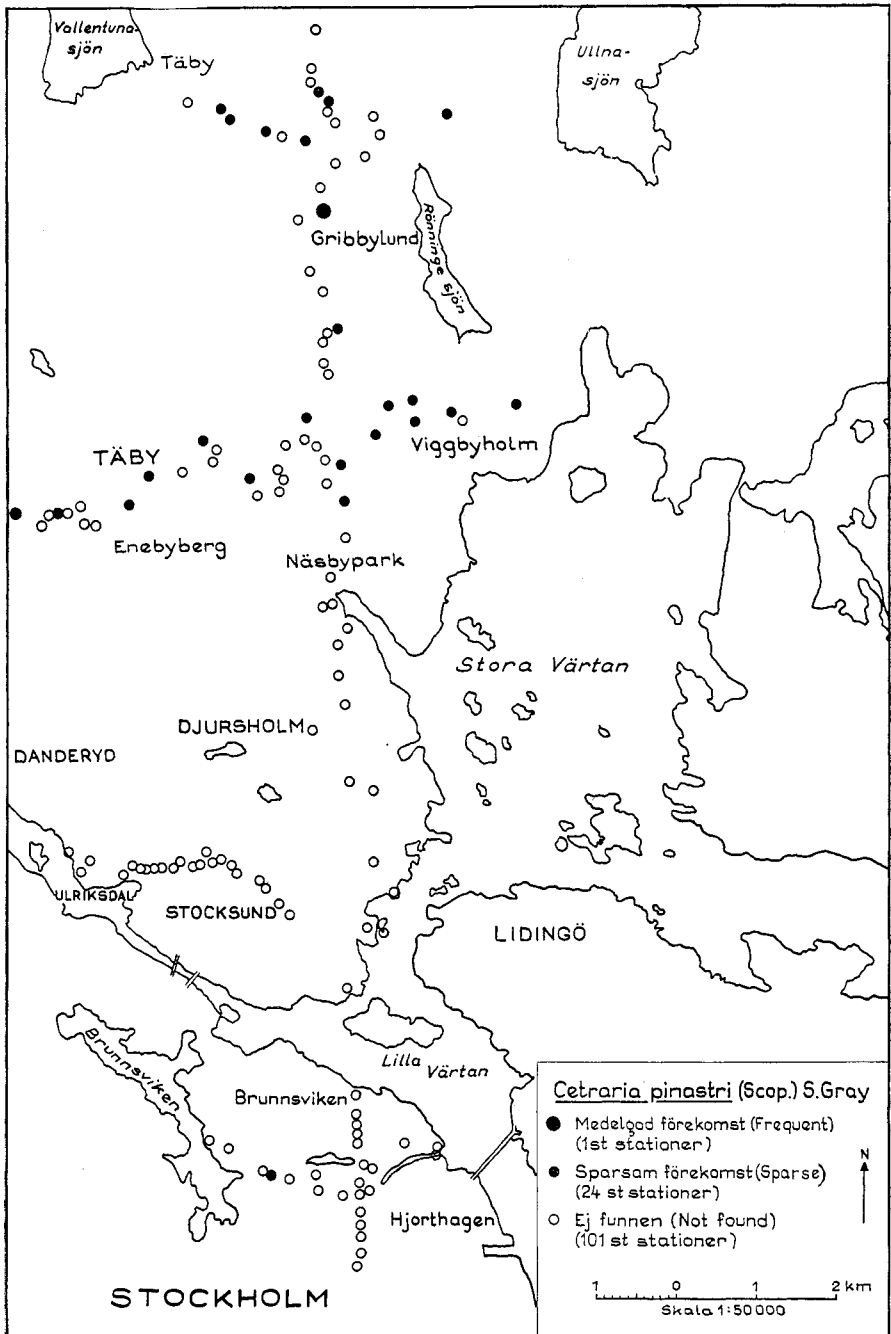 Vallentuna-
sjön
Täby
Ullna-
sjön
Gribbylund
Rönninge sjön
TÄBY
Viggbyholm
Enebyberg
Näsbypark
Stora Värtan
DJURSHOLM
DANDERYD
ULRIKSDAL
STOCKSUND
LIDINGÖ
Brunnsviken
Lilla Värtan
Brunnsviken
Hjorthagen
STOCKHOLM
Cetraria pinastri (Scop.) S.Gray
Medelgod förekomst (Frequent)
(1st stationer)
Sparsam förekomst (Sparse)
(24 st stationer)
Ej funnen (Not found)
(101 st stationer)
N
1 0 1 2 km
Skala 1:50000